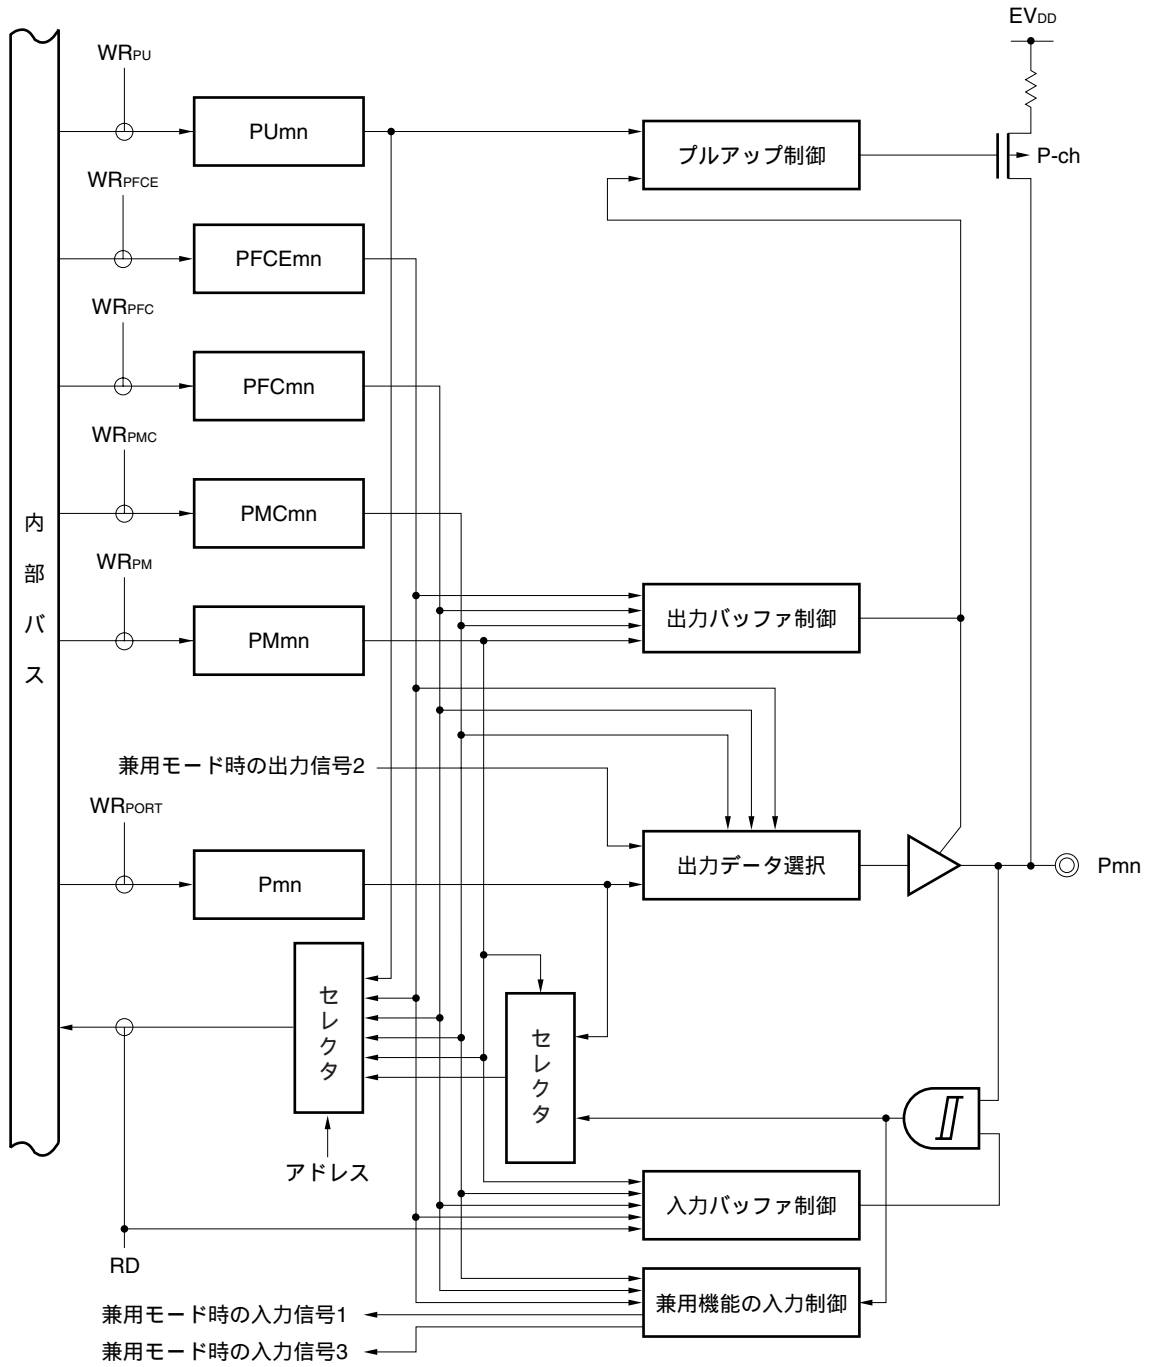 EVDD
WRPU
PUmn
プルアップ制御
P-ch
WRPFCE
PFCEmn
WRPFC
PFCmn
WRPMC
PMCmn
内部バス
WRPM
PMmn
出力バッファ制御
兼用モード時の出力信号2
WRPORT
Pmn
出力データ選択
Pmn
セレクタ
セレクタ
アドレス
入力バッファ制御
RD
兼用機能の入力制御
兼用モード時の入力信号1
兼用モード時の入力信号3